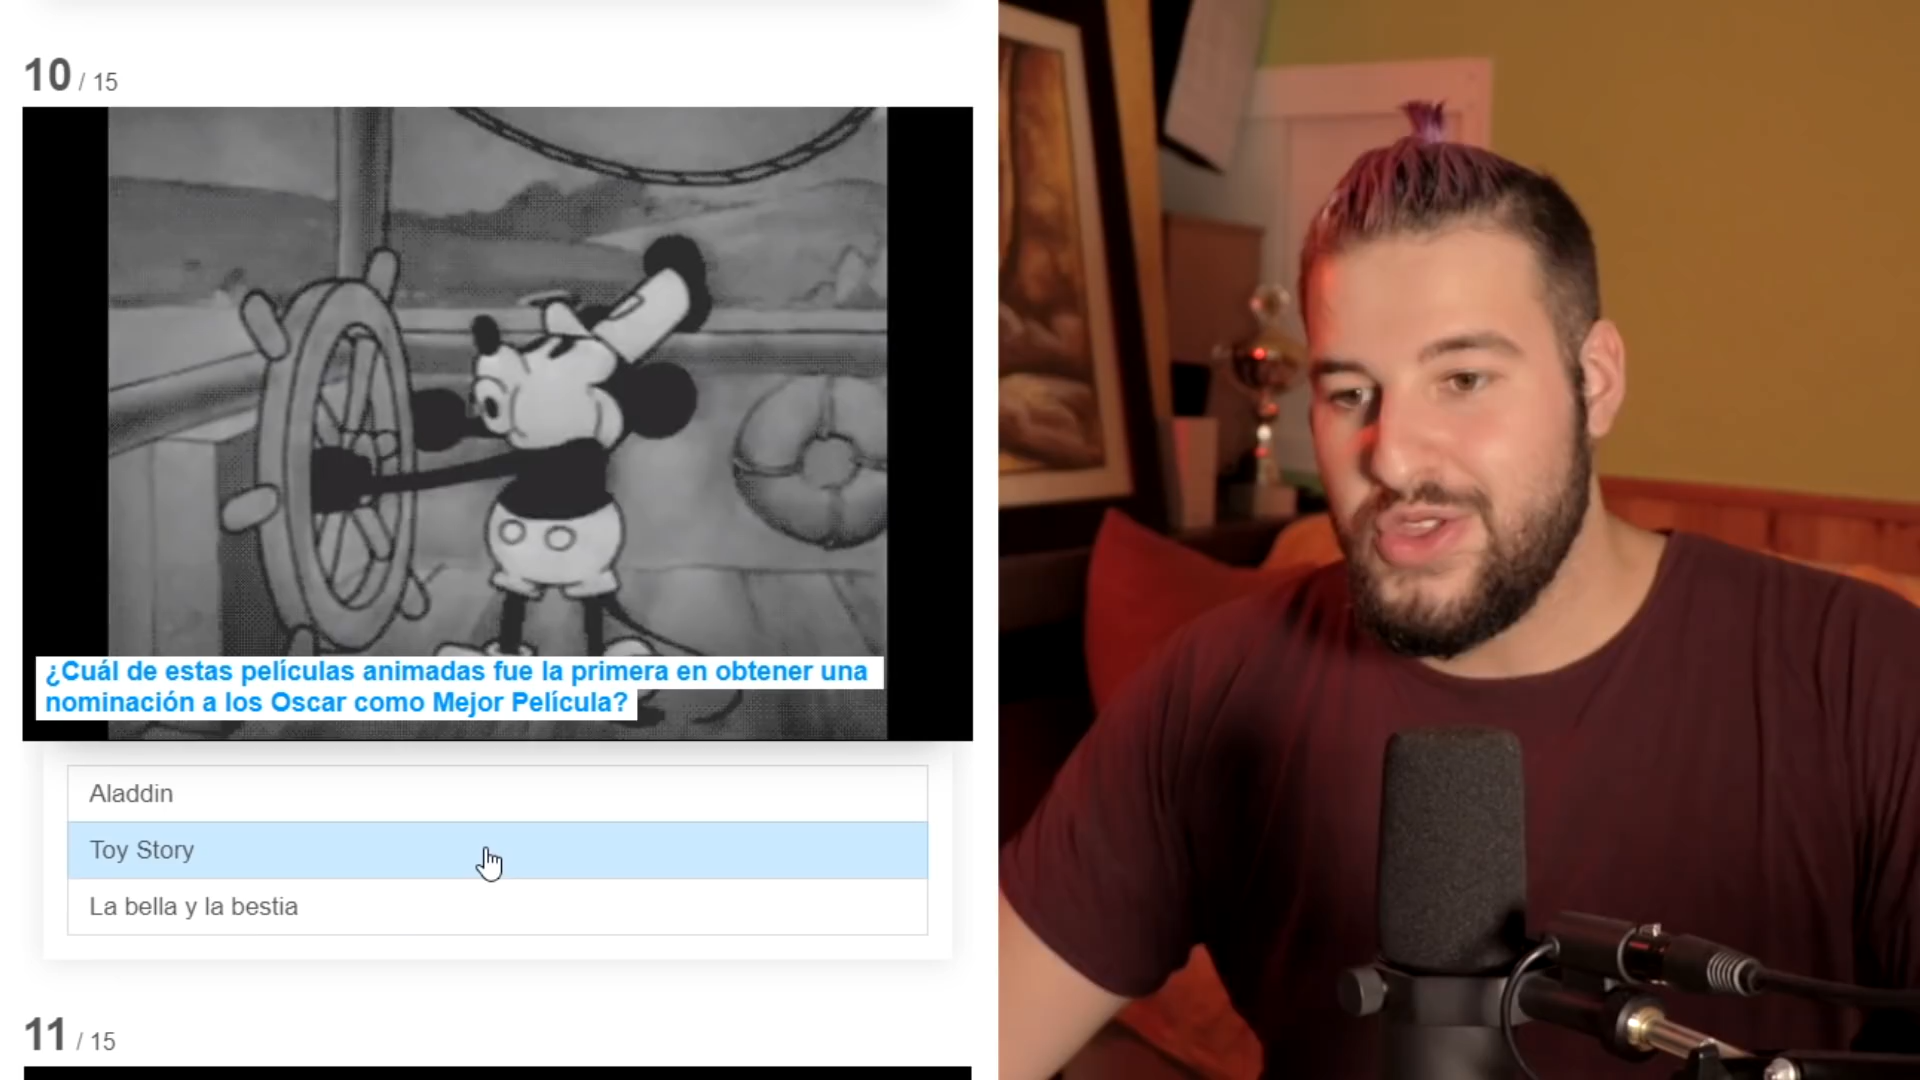 10 / 15
¿Cuál de estas películas animadas fue la primera en obtener una
nominación a los Oscar como Mejor Película?
Aladdin
Toy Story
La bella y la bestia
11 / 15